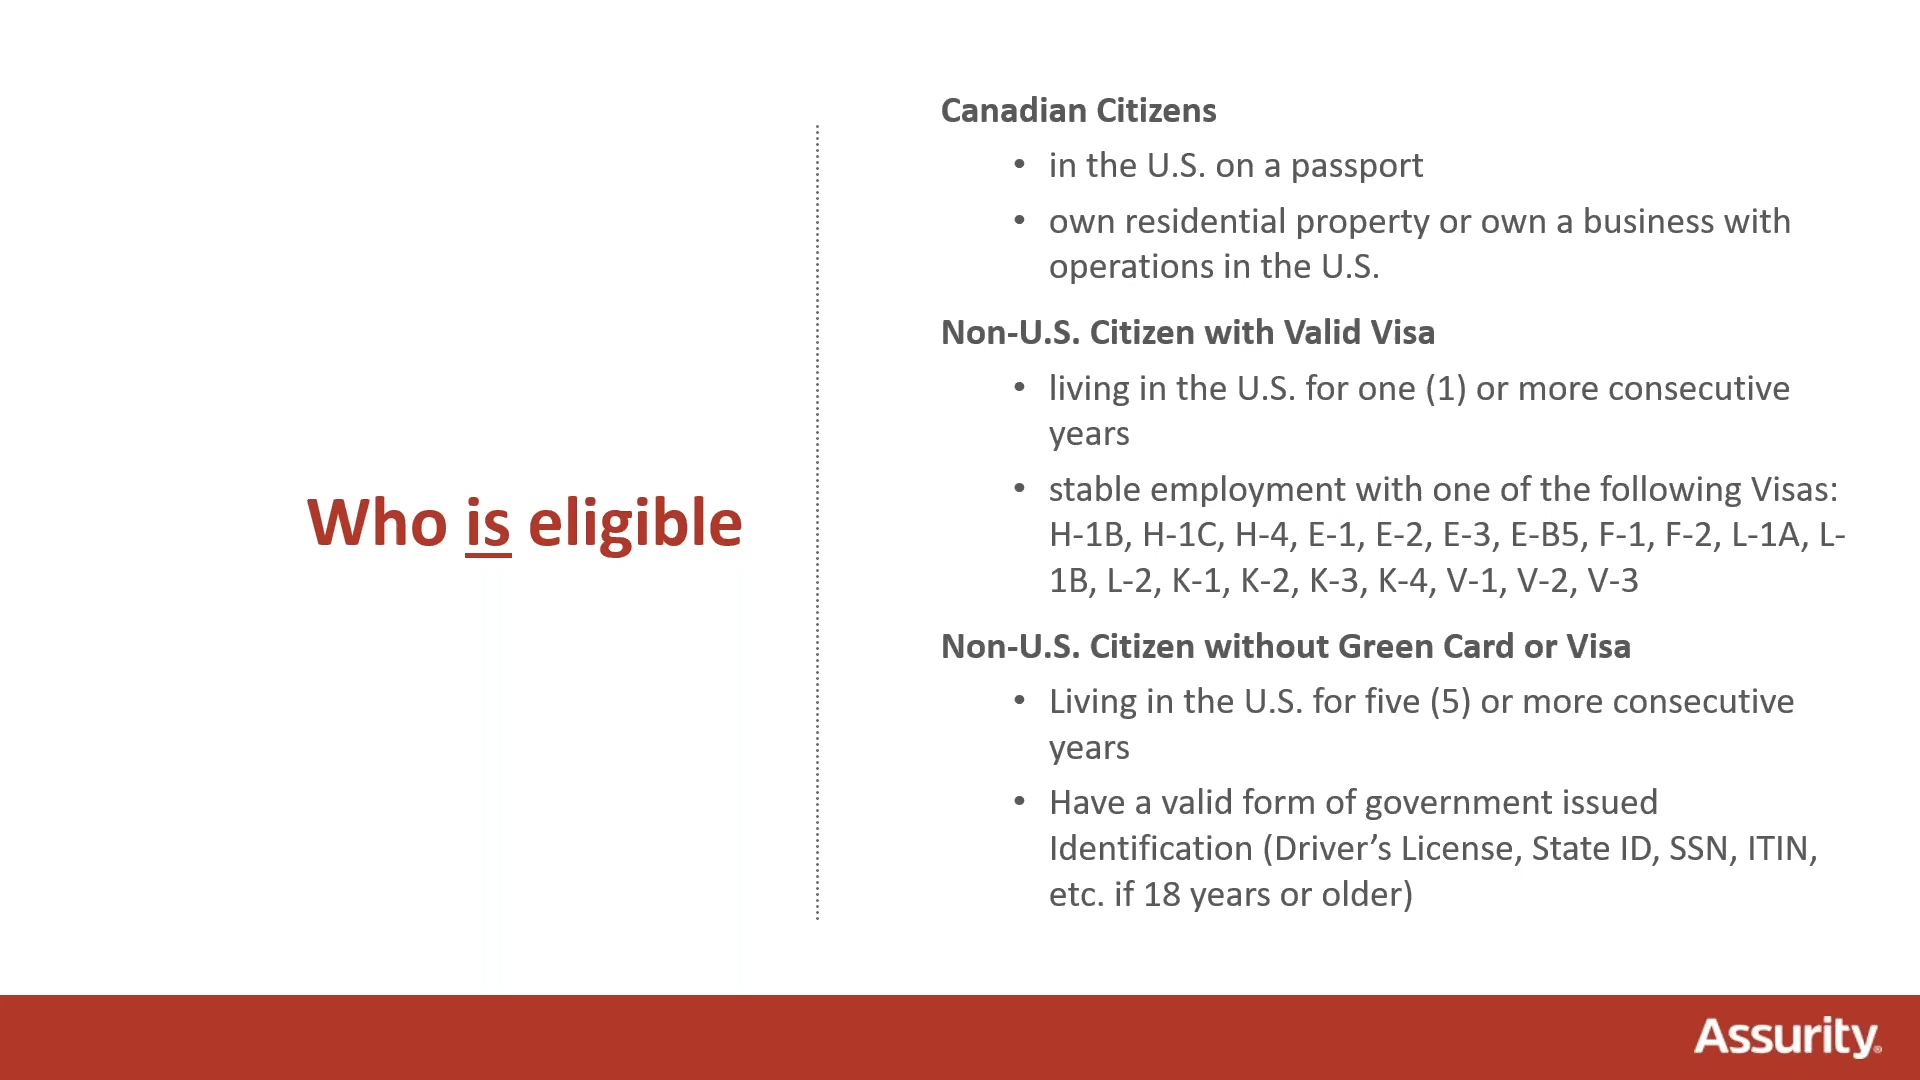 Who is eligible
Canadian Citizens
• in the U.S. on a passport
• own residential property or own a business with
operations in the U.S.
Non-U.S. Citizen with Valid Visa
• living in the U.S. for one (1) or more consecutive
years
• stable employment with one of the following Visas:
H-1B, H-1C, H-4, E-1, E-2, E-3, E-B5, F-1, F-2, L-1A, L-
1B, L-2, K-1, K-2, K-3, K-4, V-1, V-2, V-3
Non-U.S. Citizen without Green Card or Visa
• Living in the U.S. for five (5) or more consecutive
years
• Have a valid form of government issued
Identification (Driver’s License, State ID, SSN, ITIN,
etc. if 18 years or older)
Assurity®